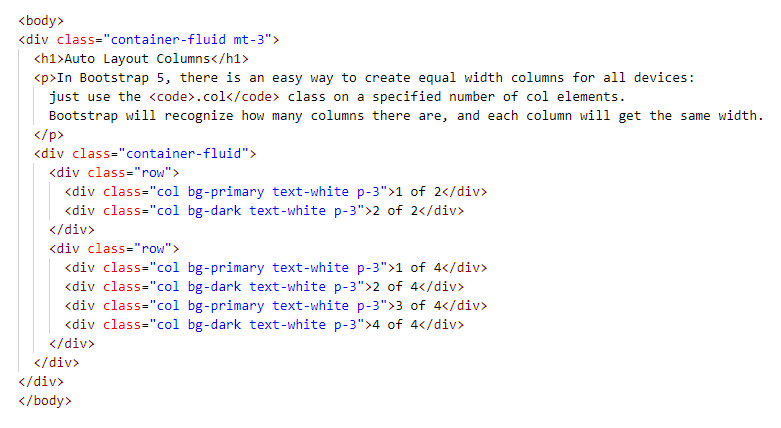 <body>
<div class="container-fluid mt-3">
<h1>Auto Layout Columns</h1>
<p>In Bootstrap 5, there is an easy way to create equal width columns for all devices:
just use the <code>.col</code> class on a specified number of col elements.
Bootstrap will recognize how many columns there are, and each column will get the same width.
</p>
<div class="container-fluid">
<div class="row">
<div class="col bg-primary text-white p-3">1 of 2</div>
<div class="col bg-dark text-white p-3">2 of 2</div>
</div>
<div class="row">
<div class="col bg-primary text-white p-3">1 of 4</div>
<div class="col bg-dark text-white p-3">2 of 4</div>
<div class="col bg-primary text-white p-3">3 of 4</div>
<div class="col bg-dark text-white p-3">4 of 4</div>
</div>
</div>
</div>
</body>